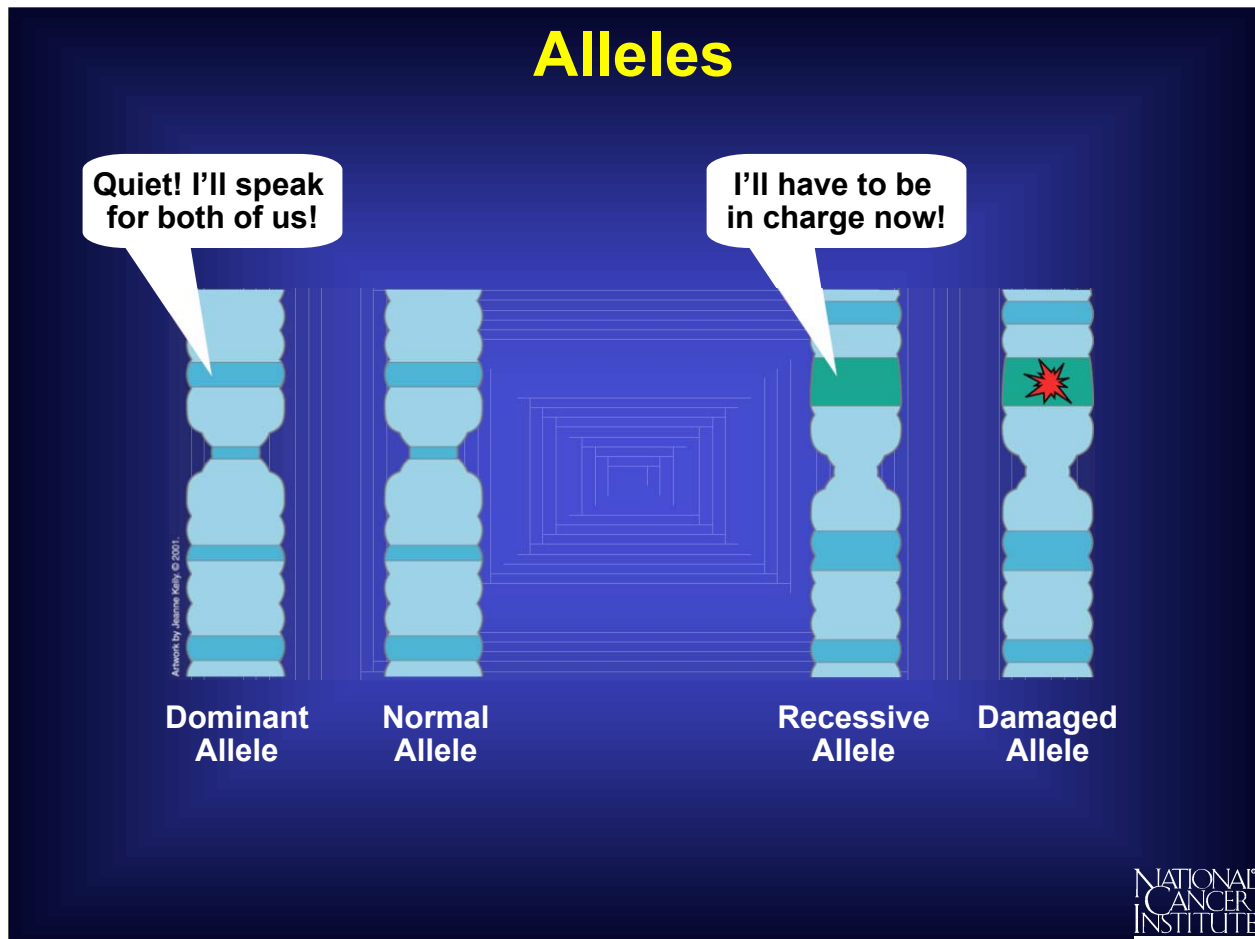 Alleles
Quiet! I'll speak
for both of us!
I'll have to be
in charge now!
Artwork by Jeanne Kelly. © 2001.
Dominant
Allele
Normal
Allele
Recessive
Allele
Damaged
Allele
NATIONAL
CANCER
INSTITUTE